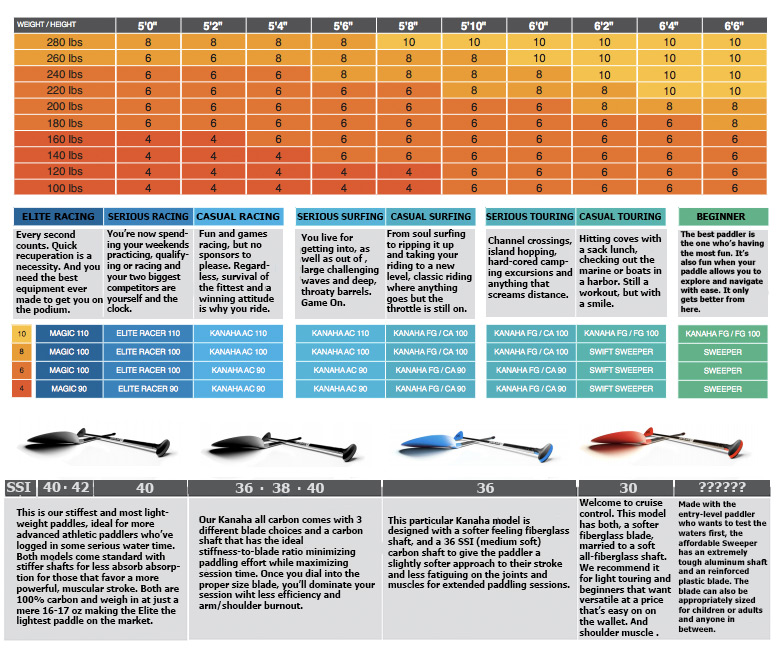 WEIGHT / HEIGHT 5'0" 5'2" 5'4" 5'6" 5'8" 5'10" 6'0" 6'2" 6'4" 6'6"
280 lbs 8 8 8 8 10 10 10 10 10 10
260 lbs 6 6 8 8 8 8 10 10 10 10
240 lbs 6 6 6 8 8 8 8 10 10 10
220 lbs 6 6 6 6 6 8 8 8 10 10
200 lbs 6 6 6 6 6 6 6 8 8 8
180 lbs 6 6 6 6 6 6 6 6 6 8
160 lbs 4 4 6 6 6 6 6 6 6 6
140 lbs 4 4 4 6 6 6 6 6 6 6
120 lbs 4 4 4 4 4 6 6 6 6 6
100 lbs 4 4 4 4 4 6 6 6 6 6
ELITE RACING
Every second
counts. Quick
recuperation is a
necessity. And you
need the best
equipment ever
made to get you on
the podium.
SERIOUS RACING
You're now spend-
ing your weekends
practicing, qualify-
ing or racing and
your two biggest
competitors are
yourself and the
clock.
CASUAL RACING
Fun and games
racing, but no
sponsors to
please. Regard-
less, survival of
the fittest and a
winning attitude
is why you ride.
SERIOUS SURFING
You live for
getting into, as
well as out of ,
large challenging
waves and deep,
throaty barrels.
Game On.
CASUAL SURFING
From soul surfing
to ripping it up
and taking your
riding to a new
level, classic riding
where anything
goes but the
throttle is still on.
SERIOUS TOURING
Channel crossings,
island hopping,
hard-cored camp-
ing excursions and
anything that
screams distance.
CASUAL TOURING
Hitting coves with
a sack lunch,
checking out the
marine or boats in
a harbor. Still a
workout, but with
a smile.
BEGINNER
The best paddler is
the one who's having
the most fun. It's
also fun when your
paddle allows you to
explore and navigate
with ease. It only
gets better from
here.
10 MAGIC 110 ELITE RACER 110 KANAHA AC 110 KANAHA AC 110 KANAHA FG / CA 100 KANAHA FG / CA 100 KANAHA FG / FG 100 KANAHA FG / FG 100
8 MAGIC 100 ELITE RACER 100 KANAHA AC 100 KANAHA AC 100 KANAHA FG / CA 100 KANAHA FG / CA 100 SWIFT SWEEPER SWEEPER
6 MAGIC 100 ELITE RACER 100 KANAHA AC 90 KANAHA AC 90 KANAHA FG / CA 90 KANAHA FG / CA 90 SWIFT SWEEPER SWEEPER
4 MAGIC 90 ELITE RACER 90 KANAHA AC 90 KANAHA AC 90 KANAHA FG / CA 90 KANAHA FG / CA 90 SWIFT SWEEPER SWEEPER
SSI 40 · 42 40 36 · 38 · 40 36 30 ??????
This is our stiffest and most light-
weight paddles, ideal for more
advanced athletic paddlers who've
logged in some serious water time.
Both models come standard with
stiffer shafts for less absorb absorp-
tion for those that favor a more
powerful, muscular stroke. Both are
100% carbon and weigh in at just a
mere 16-17 oz making the Elite the
lightest paddle on the market.
Our Kanaha all carbon comes with 3
different blade choices and a carbon
shaft that has the ideal
stiffness-to-blade ratio minimizing
paddling effort while maximizing
session time. Once you dial into the
proper size blade, you'll dominate your
session wiht less efficiency and
arm/shoulder burnout.
This particular Kanaha model is
designed with a softer feeling fiberglass
shaft, and a 36 SSI (medium soft)
carbon shaft to give the paddler a
slightly softer approach to their stroke
and less fatiguing on the joints and
muscles for extended paddling sessions.
Welcome to cruise
control. This model
has both, a softer
fiberglass blade,
married to a soft
all-fiberglass shaft.
We recommend it
for light touring and
beginners that want
versatile at a price
that's easy on on
the wallet. And
shoulder muscle .
Made with the
entry-level paddler
who wants to test the
waters first, the
affordable Sweeper
has an extremely
tough aluminum shaft
and an reinforced
plastic blade. The
blade can also be
appropriately sized
for children or adults
and anyone in
between.